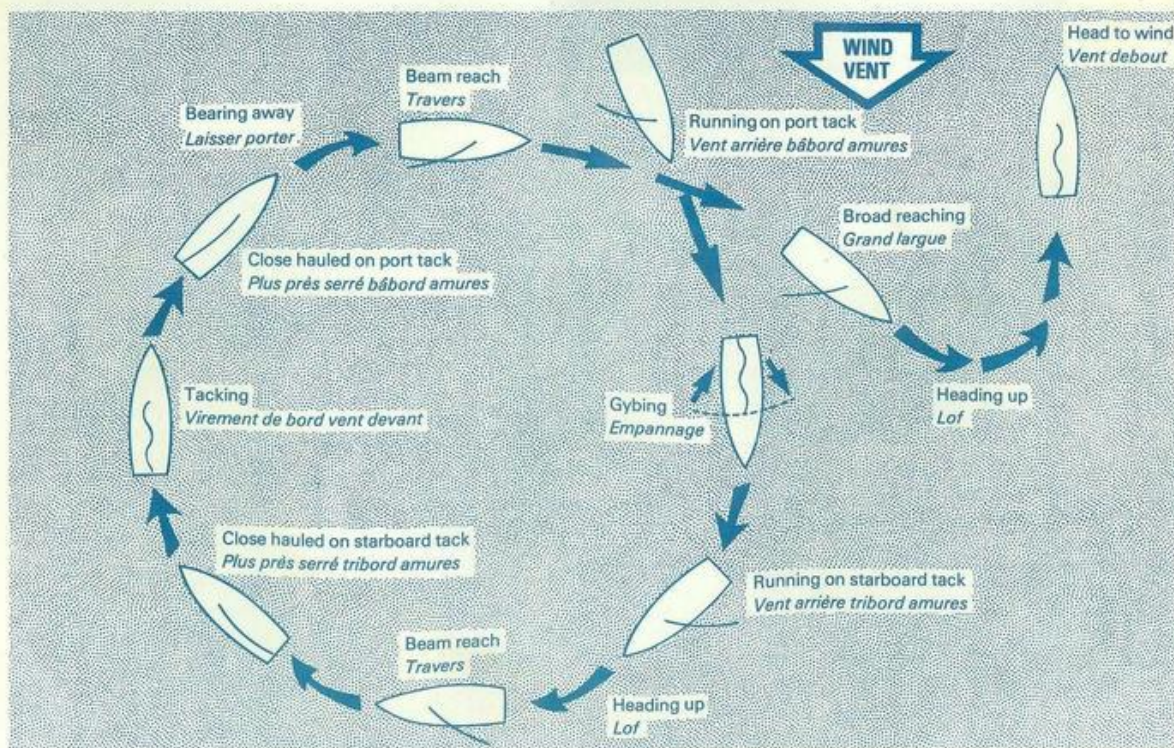 WIND
VENT
Head to wind
Vent debout
Beam reach
Travers
Bearing away
Laisser porter
Running on port tack
Vent arrière bâbord amures
Broad reaching
Grand largue
Close hauled on port tack
Plus près serré bâbord amures
Tacking
Virement de bord vent devant
Gybing
Empannage
Heading up
Lof
Close hauled on starboard tack
Plus près serré tribord amures
Running on starboard tack
Vent arrière tribord amures
Beam reach
Travers
Heading up
Lof